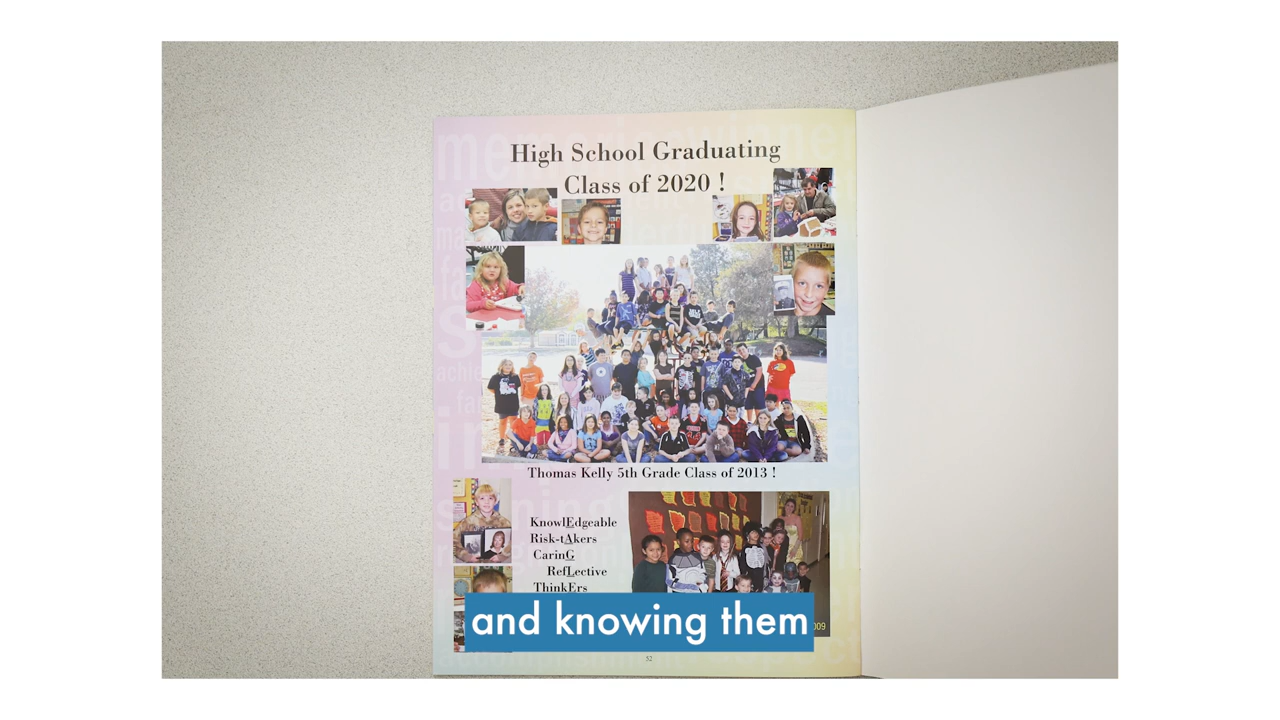 High School Graduating
Class of 2020 !
Thomas Kelly 5th Grade Class of 2013 !
KnowlEdgeable
Risk-tAkers
CarinG
RefLective
ThinkErs
and knowing them
009
52